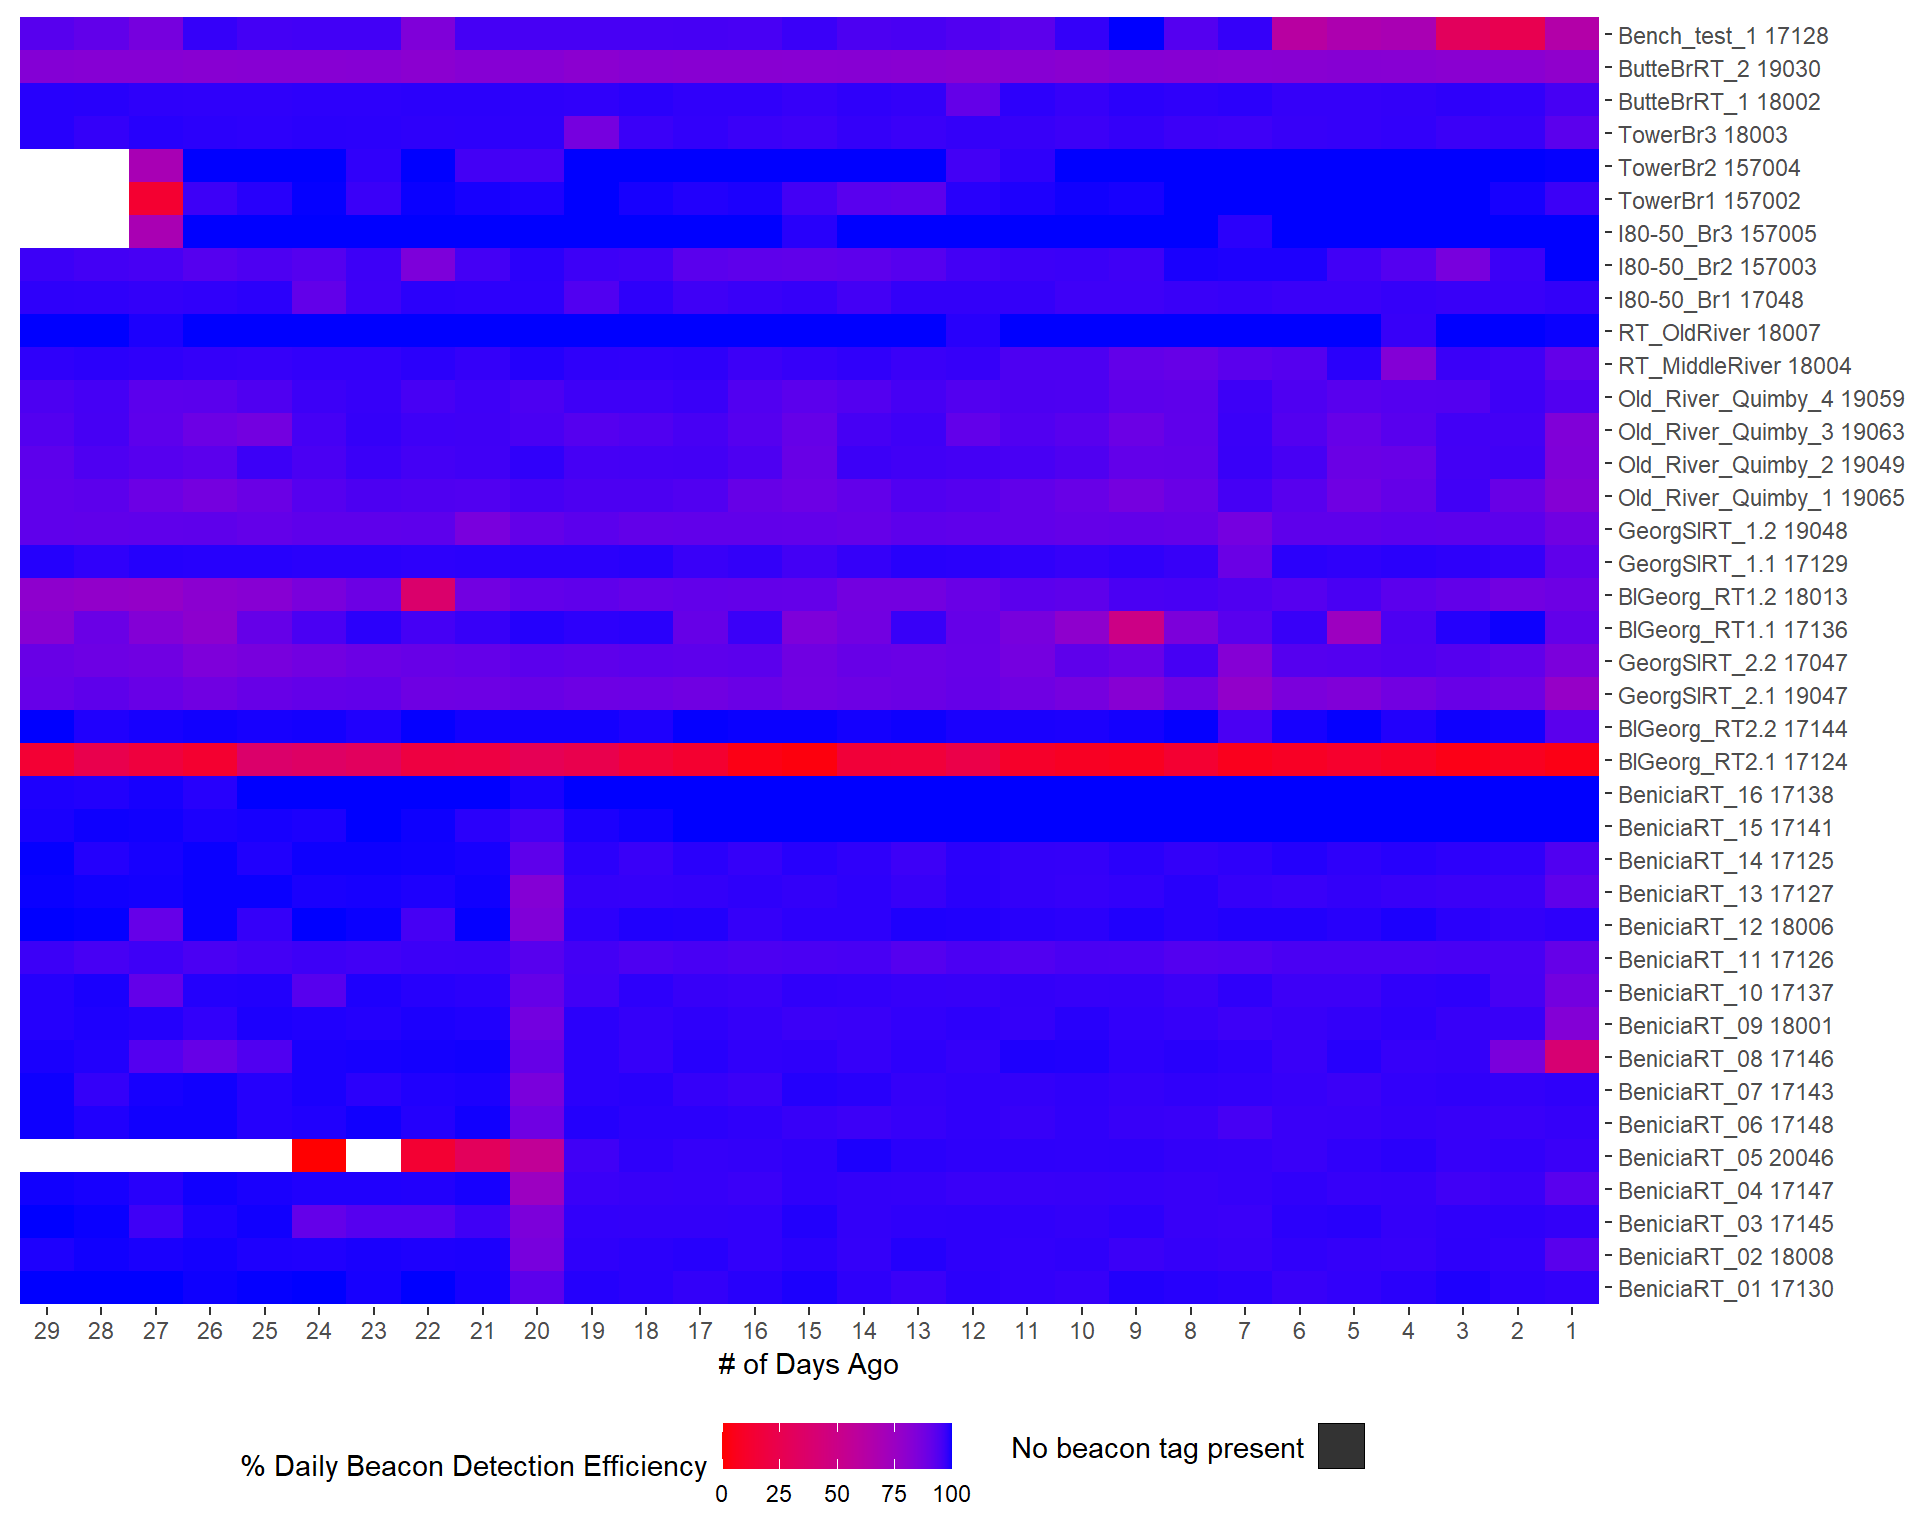 Bench_test_1 17128
ButteBrRT_2 19030
ButteBrRT_1 18002
TowerBr3 18003
TowerBr2 157004
TowerBr1 157002
I80-50_Br3 157005
I80-50_Br2 157003
I80-50_Br1 17048
RT_OldRiver 18007
RT_MiddleRiver 18004
Old_River_Quimby_4 19059
Old_River_Quimby_3 19063
Old_River_Quimby_2 19049
Old_River_Quimby_1 19065
GeorgSlRT_1.2 19048
GeorgSlRT_1.1 17129
BlGeorg_RT1.2 18013
BlGeorg_RT1.1 17136
GeorgSlRT_2.2 17047
GeorgSlRT_2.1 19047
BlGeorg_RT2.2 17144
BlGeorg_RT2.1 17124
BeniciaRT_16 17138
BeniciaRT_15 17141
BeniciaRT_14 17125
BeniciaRT_13 17127
BeniciaRT_12 18006
BeniciaRT_11 17126
BeniciaRT_10 17137
BeniciaRT_09 18001
BeniciaRT_08 17146
BeniciaRT_07 17143
BeniciaRT_06 17148
BeniciaRT_05 20046
BeniciaRT_04 17147
BeniciaRT_03 17145
BeniciaRT_02 18008
BeniciaRT_01 17130
29 28 27 26 25 24 23 22 21 20 19 18 17 16 15 14 13 12 11 10 9 8 7 6 5 4 3 2 1
# of Days Ago
% Daily Beacon Detection Efficiency
0 25 50 75 100
No beacon tag present